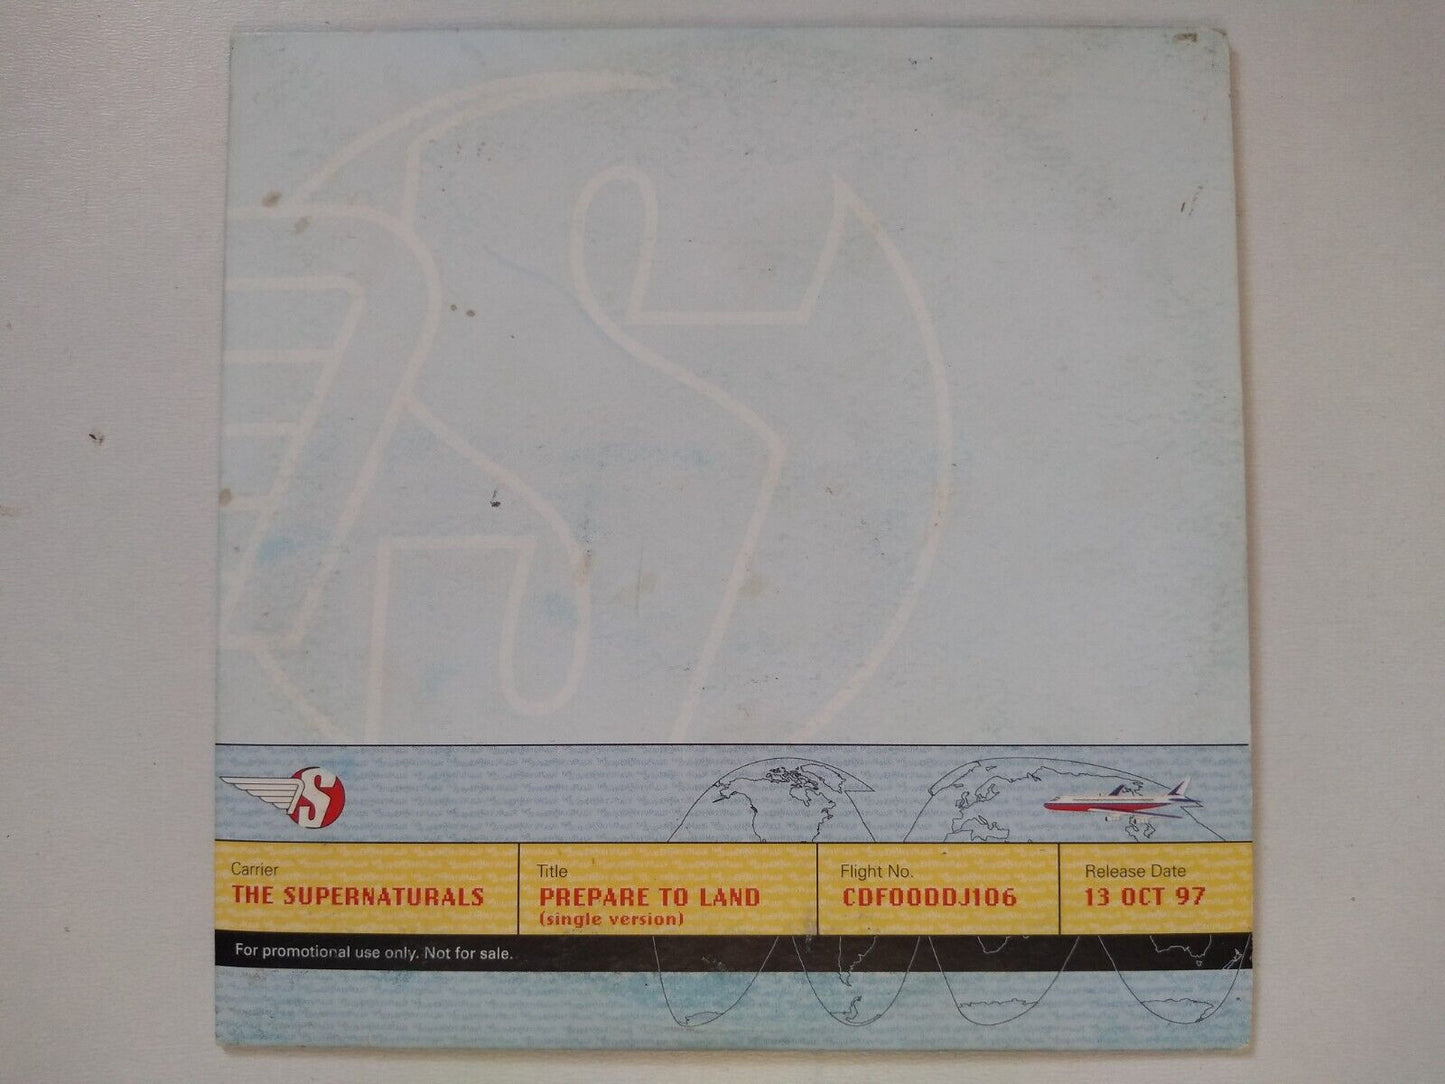 S
Carrier
THE SUPERNATURALS
Title
PREPARE TO LAND
(single version)
Flight No.
CDFOODDJ106
Release Date
13 OCT 97
For promotional use only. Not for sale.